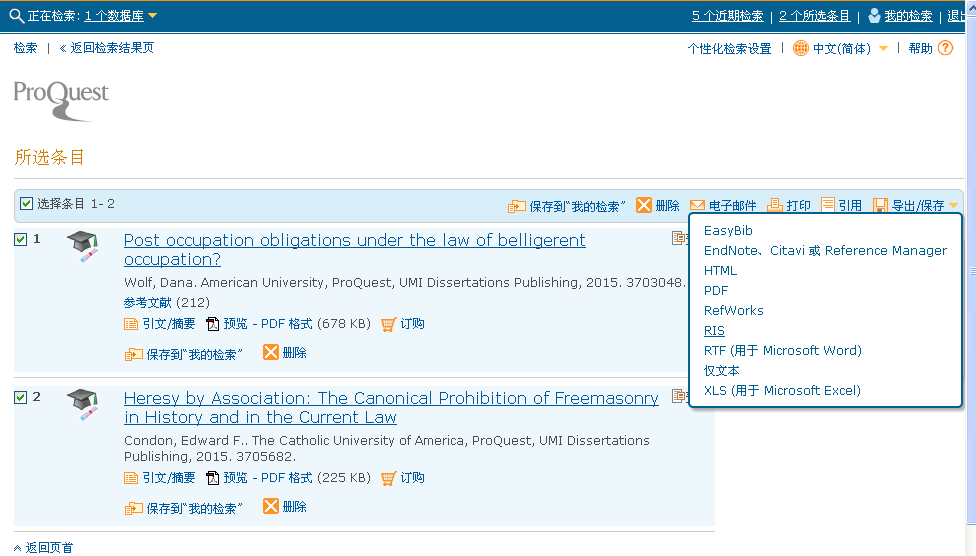 正在检索: 1 个数据库
5 个近期检索 | 2 个所选条目 | 我的检索 | 退出
检索 | « 返回检索结果页
个性化检索设置 | 中文(简体) | 帮助 ?
ProQuest
所选条目
选择条目 1- 2
保存到“我的检索” 删除 电子邮件 打印 引用 导出/保存
EasyBib
EndNote、Citavi 或 Reference Manager
HTML
PDF
RefWorks
RIS
RTF (用于 Microsoft Word)
仅文本
XLS (用于 Microsoft Excel)
1
Post occupation obligations under the law of belligerent
occupation?
Wolf, Dana. American University, ProQuest, UMI Dissertations Publishing, 2015. 3703048.
参考文献 (212)
引文/摘要 预览 - PDF 格式 (678 KB) 订购
保存到“我的检索” 删除
2
Heresy by Association: The Canonical Prohibition of Freemasonry
in History and in the Current Law
Condon, Edward F.. The Catholic University of America, ProQuest, UMI Dissertations
Publishing, 2015. 3705682.
引文/摘要 预览 - PDF 格式 (225 KB) 订购
保存到“我的检索” 删除
返回页首